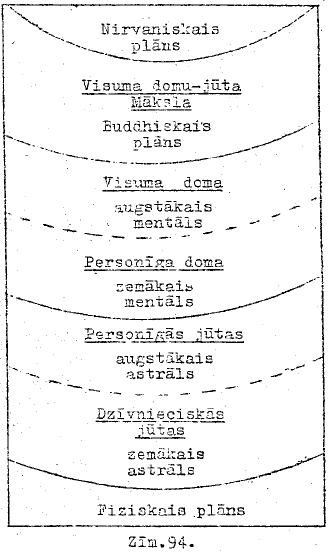 Nirvaniskais
plāns
Visuma domu-jūta
Māksla
Buddhiskais
plāns
Visuma doma
augstākais
mentāls
Personīga doma
zemākais
mentāls
Personīgās jūtas
augstākais
astrāls
Dzīvnieciskās
jūtas
zemākais
astrāls
Fiziskais plāns
Zīm.94.